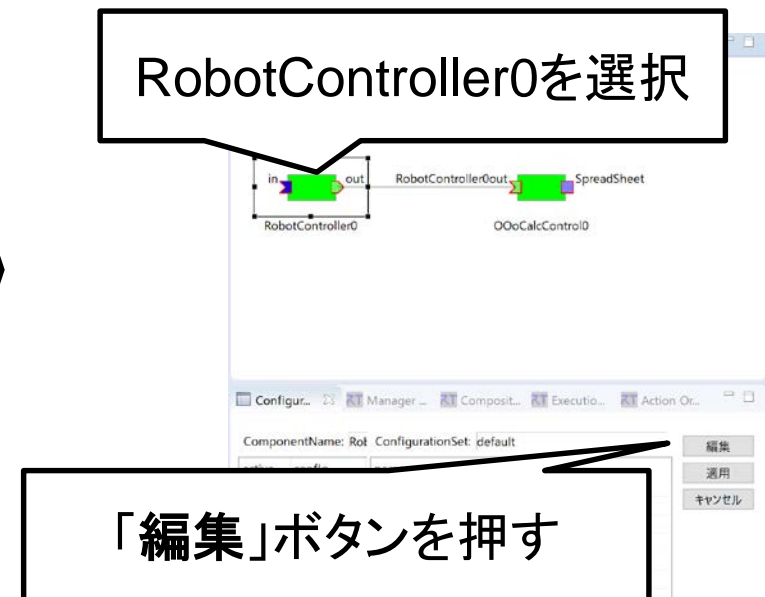 RobotController0を選択
in
out
RobotController0out
SpreadSheet
RobotController0
OOoCalcControl0
Configur...
Manager ...
Composit...
Executio...
Action Or...
ComponentName: Rob
ConfigurationSet: default
編集
適用
キャンセル
「編集」ボタンを押す